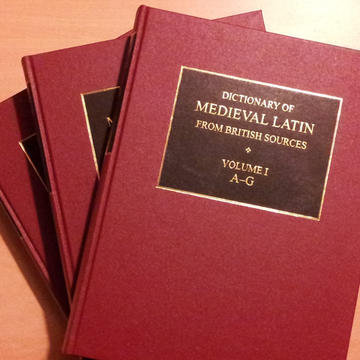 DICTIONARY OF
MEDIEVAL LATIN
FROM BRITISH SOURCES
VOLUME I
A–G